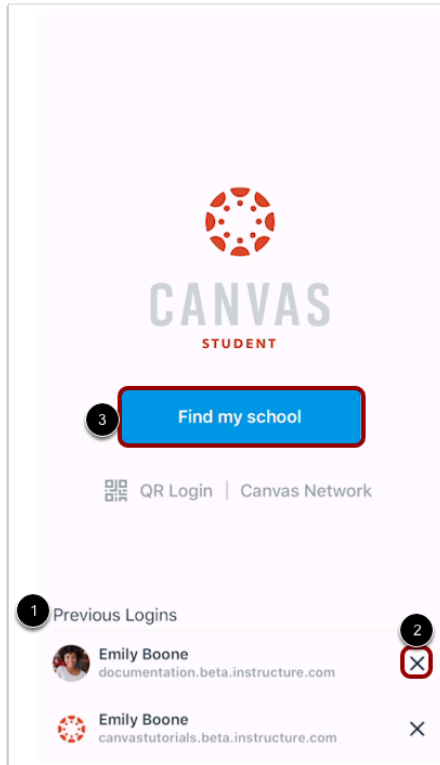 CANVAS
STUDENT
3
Find my school
QR Login | Canvas Network
1
Previous Logins
2
Emily Boone
documentation.beta.instructure.com
Emily Boone
canvastutorials.beta.instructure.com